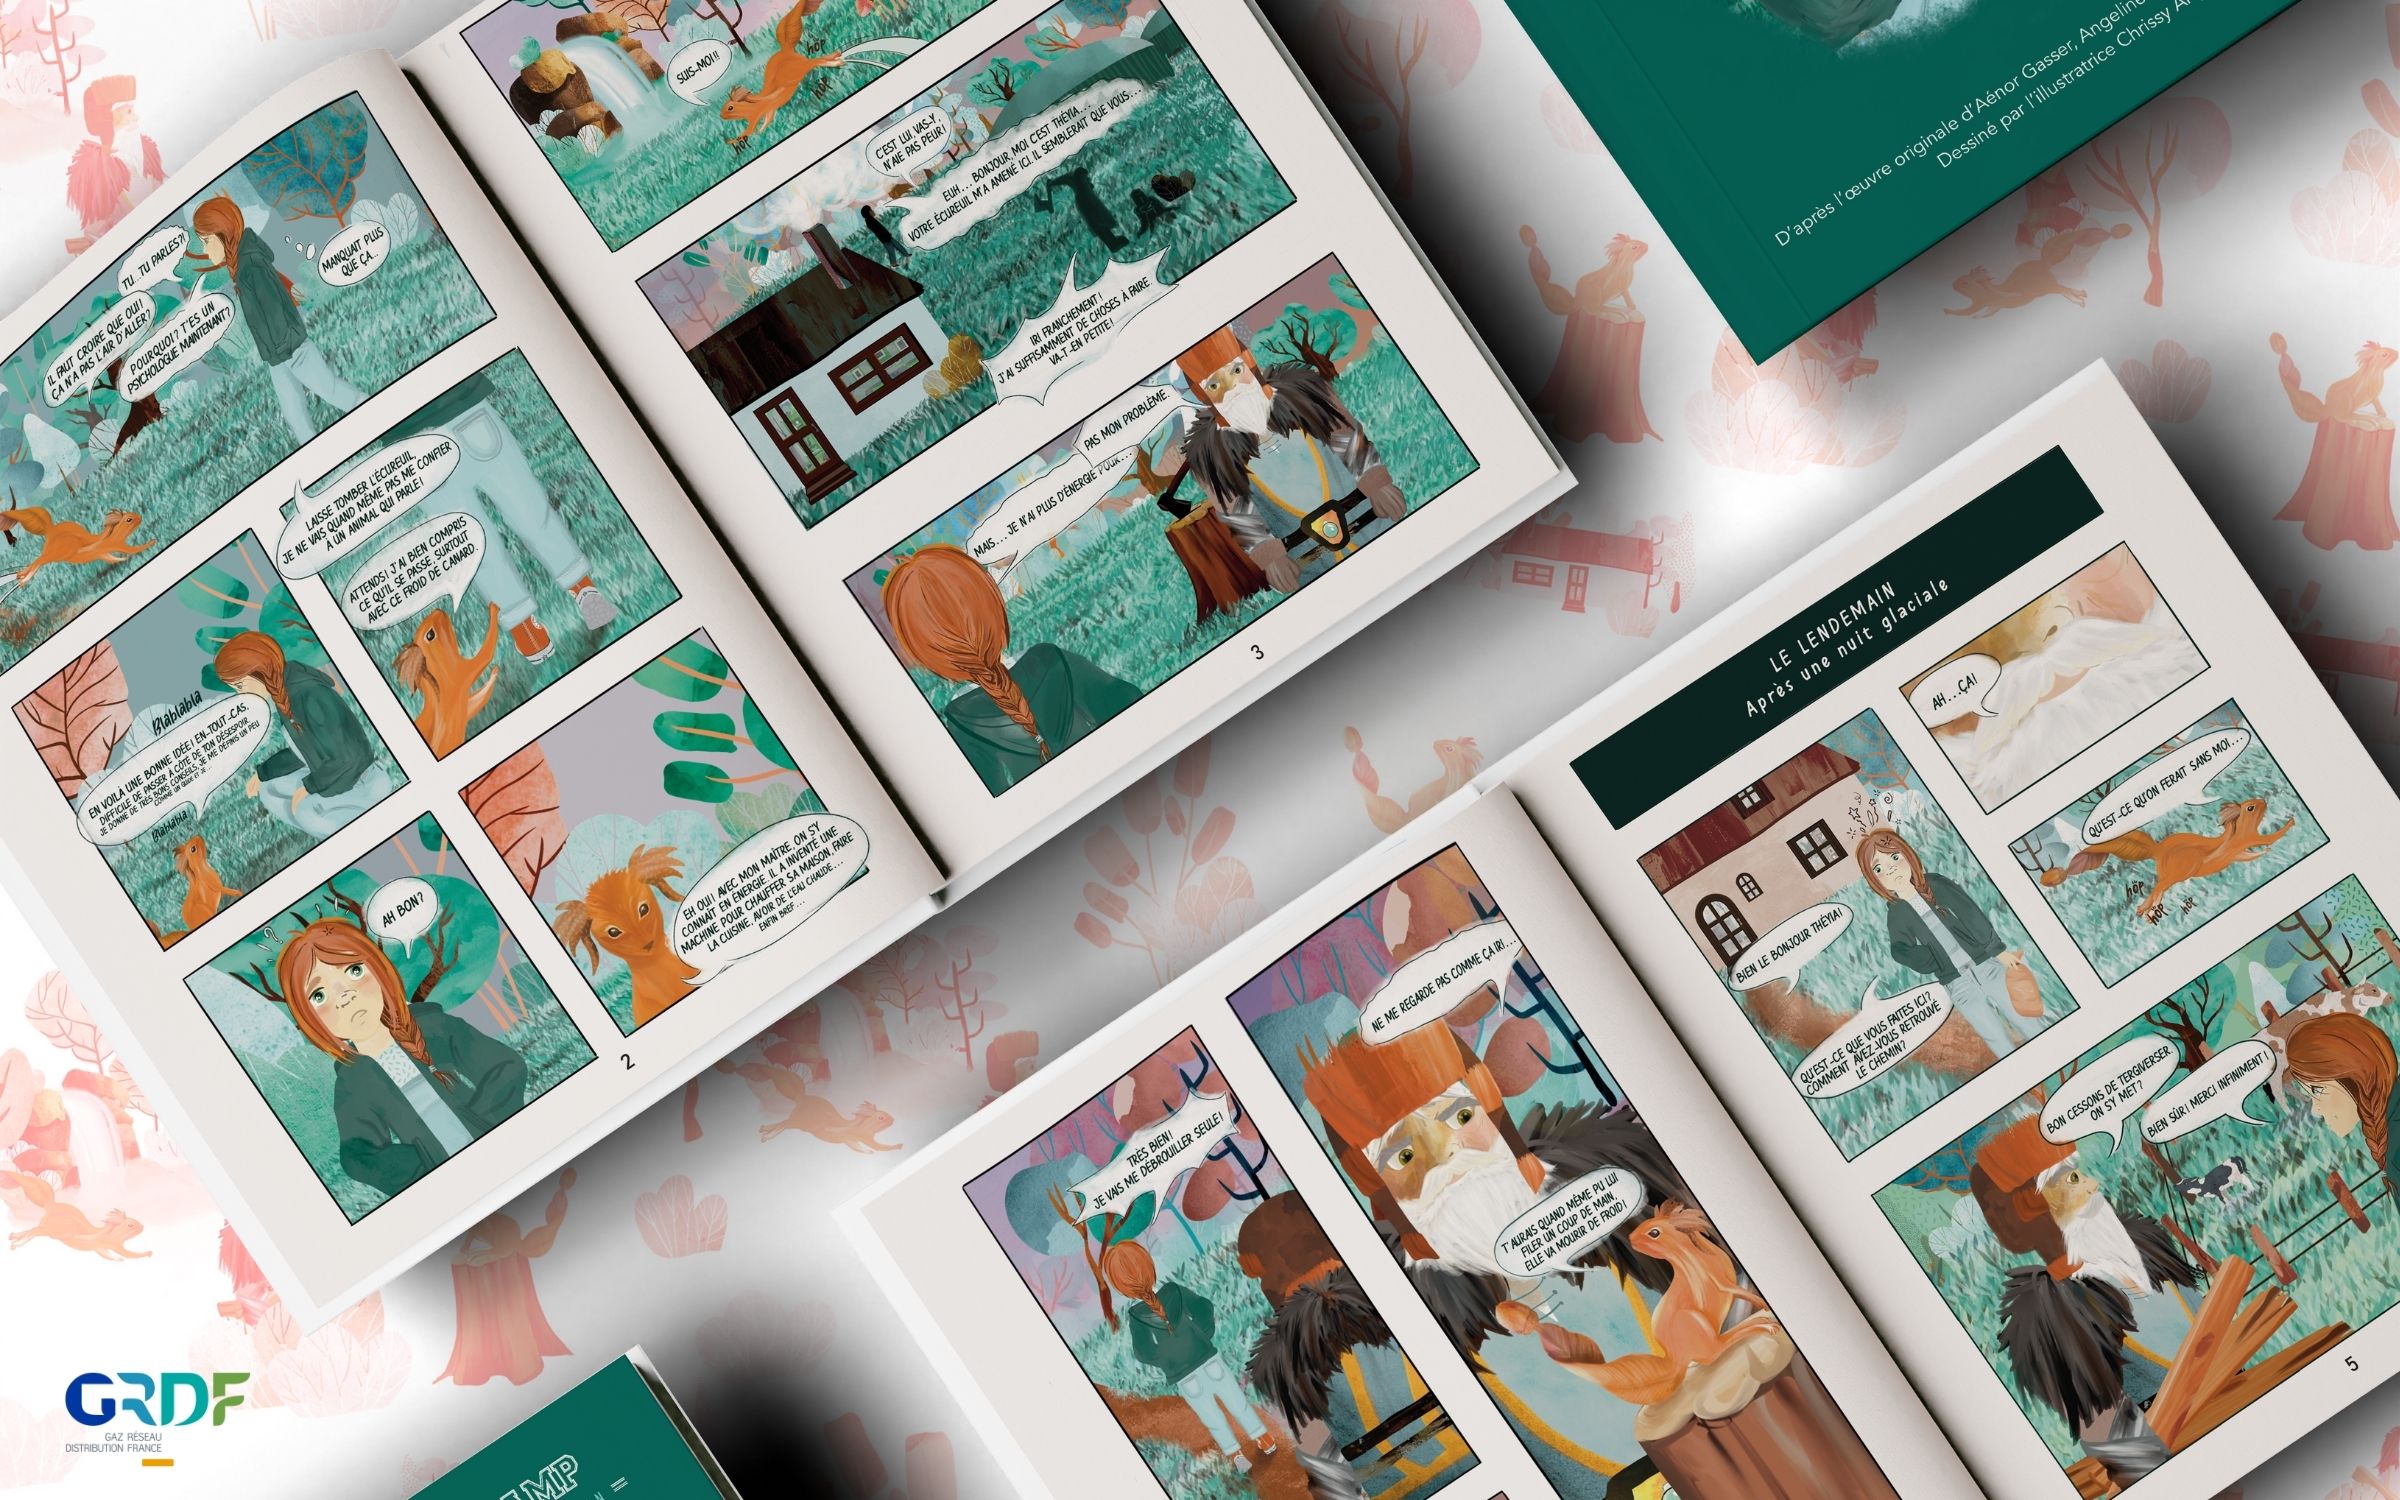 TU...TU PARLES?!
IL FAUT CROIRE QUE OUI!
ÇA N'A PAS L'AIR D'ALLER?
POURQUOI? T'ES UN
PSYCHOLOGUE MAINTENANT?
MANQUAIT PLUS
QUE ÇA...
LAISSE TOMBER L'ÉCUREUIL,
JE NE VAIS QUAND MÊME PAS ME CONFIER
À UN ANIMAL QUI PARLE!
ATTENDS! J'AI BIEN COMPRIS
CE QU'IL SE PASSE, SURTOUT
AVEC CE FROID DE CANARD.
Blablabla
EN VOILÀ UNE BONNE IDÉE! EN-TOUT-CAS,
DIFFICILE DE PASSER À CÔTÉ DE TON DÉSESPOIR.
JE DONNE DE TRÈS BONS CONSEILS, JE ME DÉFINIS UN PEU
COMME UN GUIDE ET JE...
Blablabla
!?
AH BON?
EH OUI! AVEC MON MAÎTRE, ON S'Y
CONNAÎT EN ÉNERGIE. IL A INVENTÉ UNE
MACHINE POUR CHAUFFER SA MAISON, FAIRE
LA CUISINE, AVOIR DE L'EAU CHAUDE...
ENFIN BREF...
2
SUIS-MOI!!
höp
höp
höp
C'EST LUI, VAS-Y,
N'AIE PAS PEUR!
EUH... BONJOUR, MOI C'EST THÉYIA...
VOTRE ÉCUREUIL M'A AMENÉ ICI. IL SEMBLERAIT QUE VOUS...
IRI FRANCHEMENT!
J'AI SUFFISAMMENT DE CHOSES À FAIRE.
VA-T-EN PETITE!
MAIS... JE N'AI PLUS D'ÉNERGIE POUR...
PAS MON PROBLÈME.
3
D'après l'œuvre originale d'Aénor Gasser, Angeline
Dessiné par l'illustratrice Chrissy
TRÈS BIEN!
JE VAIS ME DÉBROUILLER SEULE!
NE ME REGARDE PAS COMME ÇA IRI...
T'AURAIS QUAND MÊME PU LUI
FILER UN COUP DE MAIN,
ELLE VA MOURIR DE FROID!
LE LENDEMAIN
Après une nuit glaciale
BIEN LE BONJOUR THÉYIA!
QU'EST-CE QUE VOUS FAITES ICI?
COMMENT AVEZ-VOUS RETROUVÉ
LE CHEMIN?
AH...ÇA!
QU'EST-CE QU'ON FERAIT SANS MOI...
höp
höp
höp
BON CESSONS DE TERGIVERSER
ON S'Y MET?
BIEN SÛR! MERCI INFINIMENT!
5
GRDF
GAZ RÉSEAU
DISTRIBUTION FRANCE